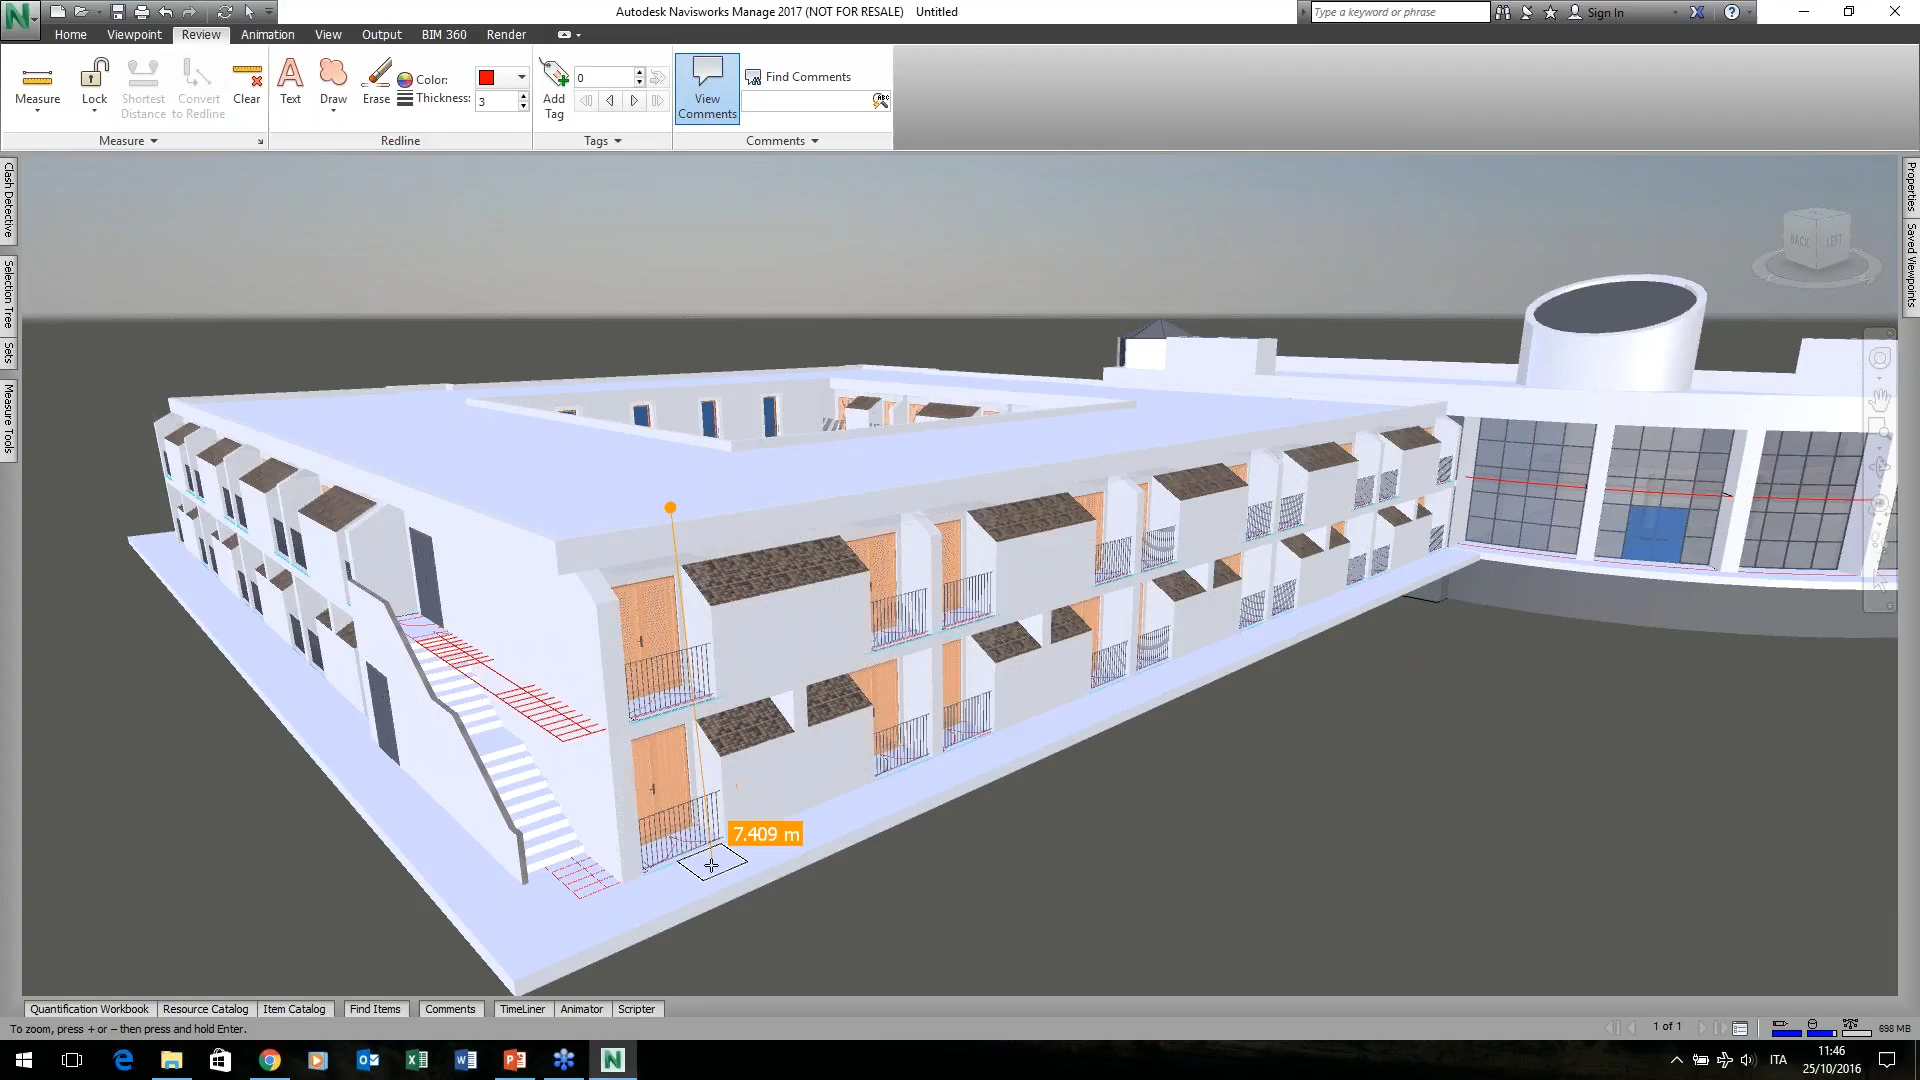 Autodesk Navisworks Manage 2017 (NOT FOR RESALE) Untitled
Type a keyword or phrase
Sign In
Home Viewpoint Review Animation View Output BIM 360 Render
Measure
Lock
Shortest Distance
Convert to Redline
Clear
Text
Draw
Erase
Color:
Thickness: 3
Add Tag
0
View Comments
Find Comments
Measure
Redline
Tags
Comments
Clash Detective
Selection Tree
Sets
Measure Tools
Properties
Saved Viewpoints
BACK LEFT
7.409 m
Quantification Workbook Resource Catalog Item Catalog Find Items Comments TimeLiner Animator Scripter
To zoom, press + or – then press and hold Enter.
1 of 1
698 MB
ITA
11:46
25/10/2016